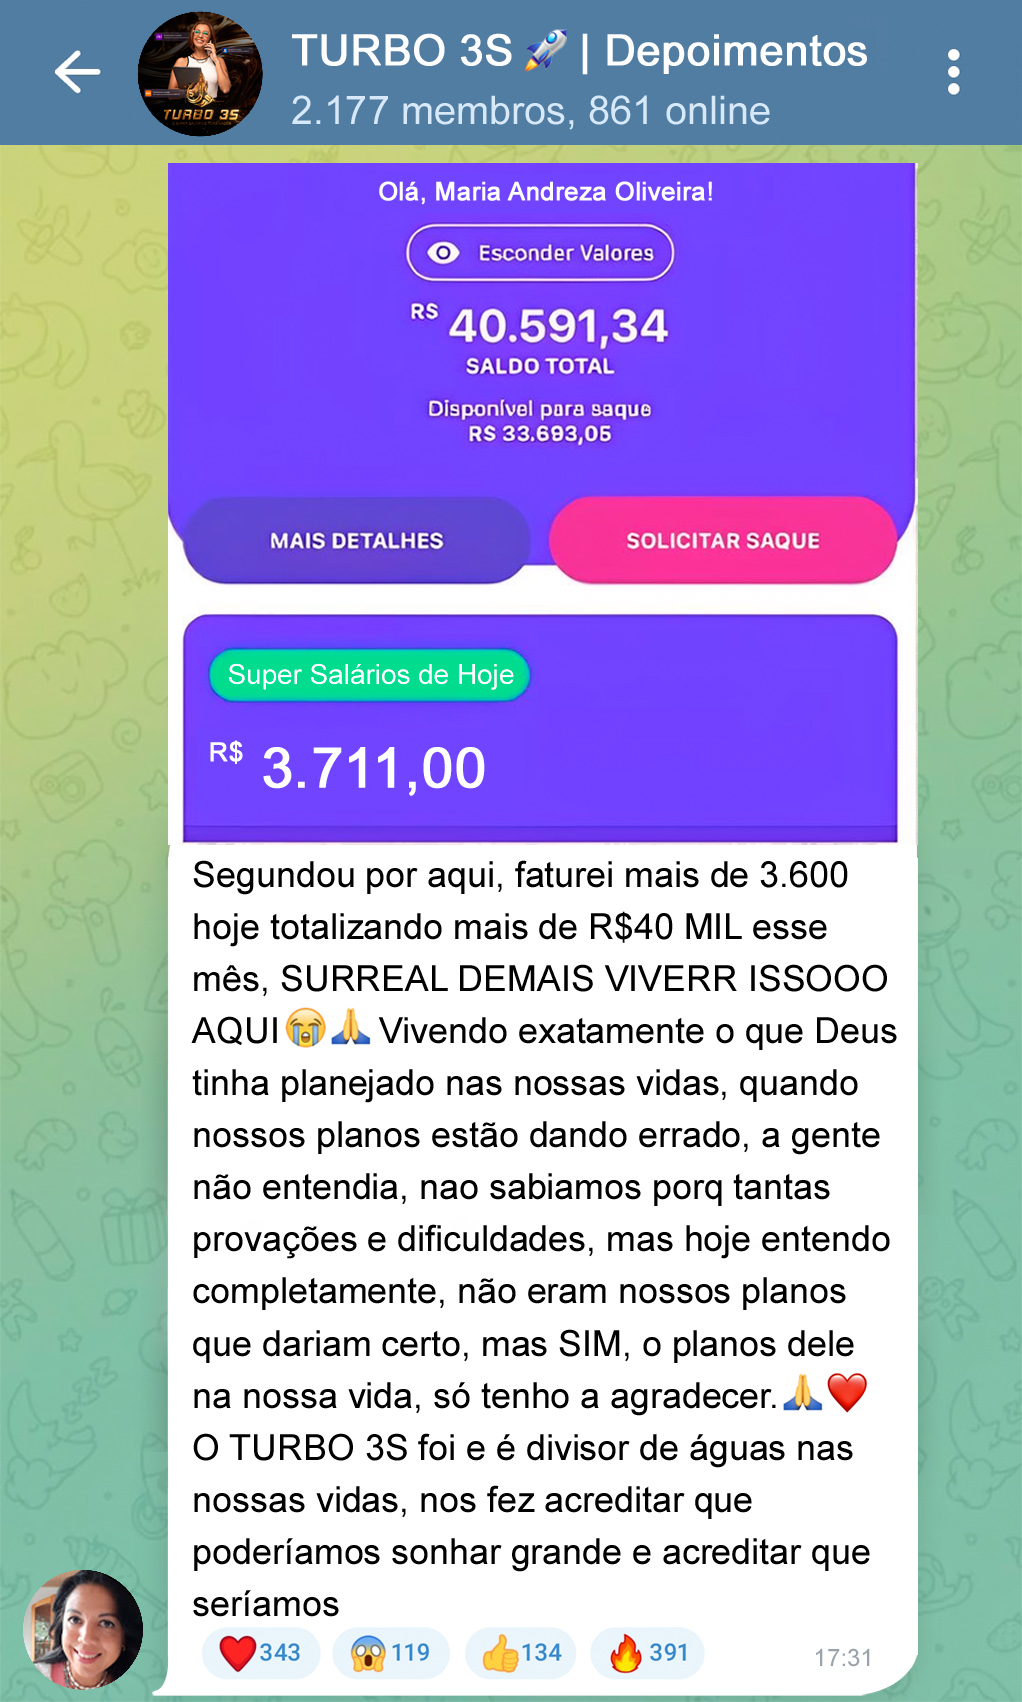 TURBO 3S 🚀 | Depoimentos
2.177 membros, 861 online
TURBO 3S
Olá, Maria Andreza Oliveira!
Esconder Valores
R$ 40.591,34
SALDO TOTAL
Disponível para saque
R$ 33.693,05
MAIS DETALHES
SOLICITAR SAQUE
Super Salários de Hoje
R$ 3.711,00
Segundou por aqui, faturei mais de 3.600
hoje totalizando mais de R$40 MIL esse
mês, SURREAL DEMAIS VIVERR ISSOOO
AQUI😭🙏 Vivendo exatamente o que Deus
tinha planejado nas nossas vidas, quando
nossos planos estão dando errado, a gente
não entendia, nao sabiamos porq tantas
provações e dificuldades, mas hoje entendo
completamente, não eram nossos planos
que dariam certo, mas SIM, o planos dele
na nossa vida, só tenho a agradecer.🙏❤️
O TURBO 3S foi e é divisor de águas nas
nossas vidas, nos fez acreditar que
poderíamos sonhar grande e acreditar que
seríamos
❤️343 😱119 👍134 🔥391
17:31